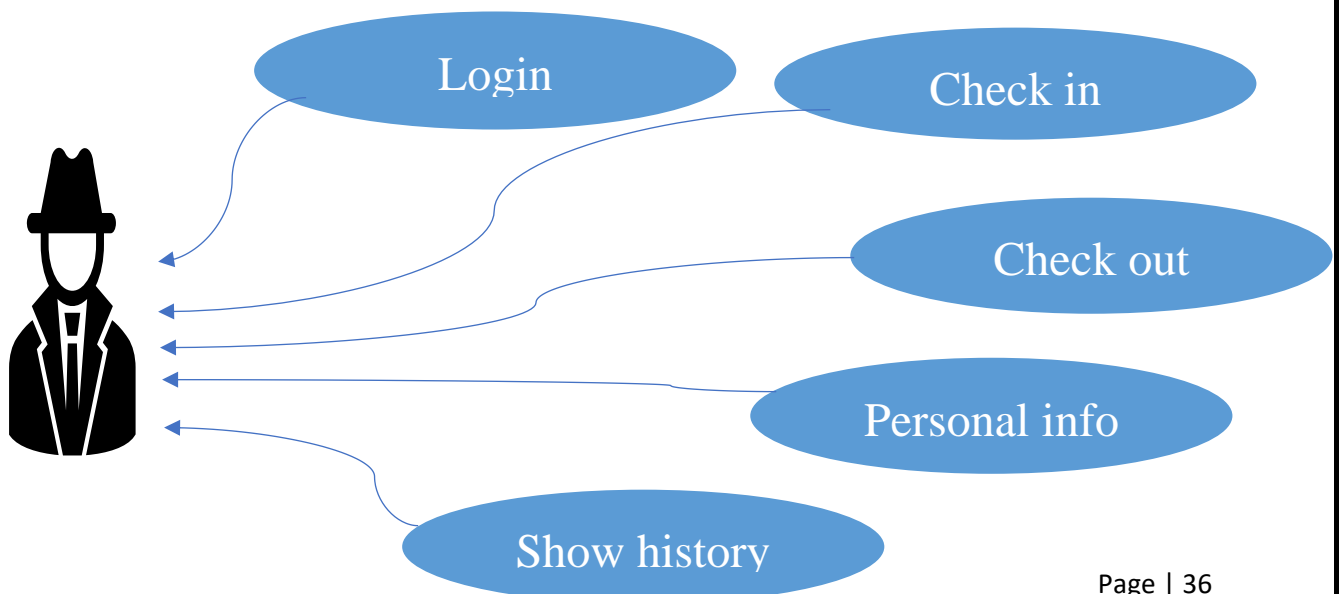 Login
Check in
Check out
Personal info
Show history
Page | 36